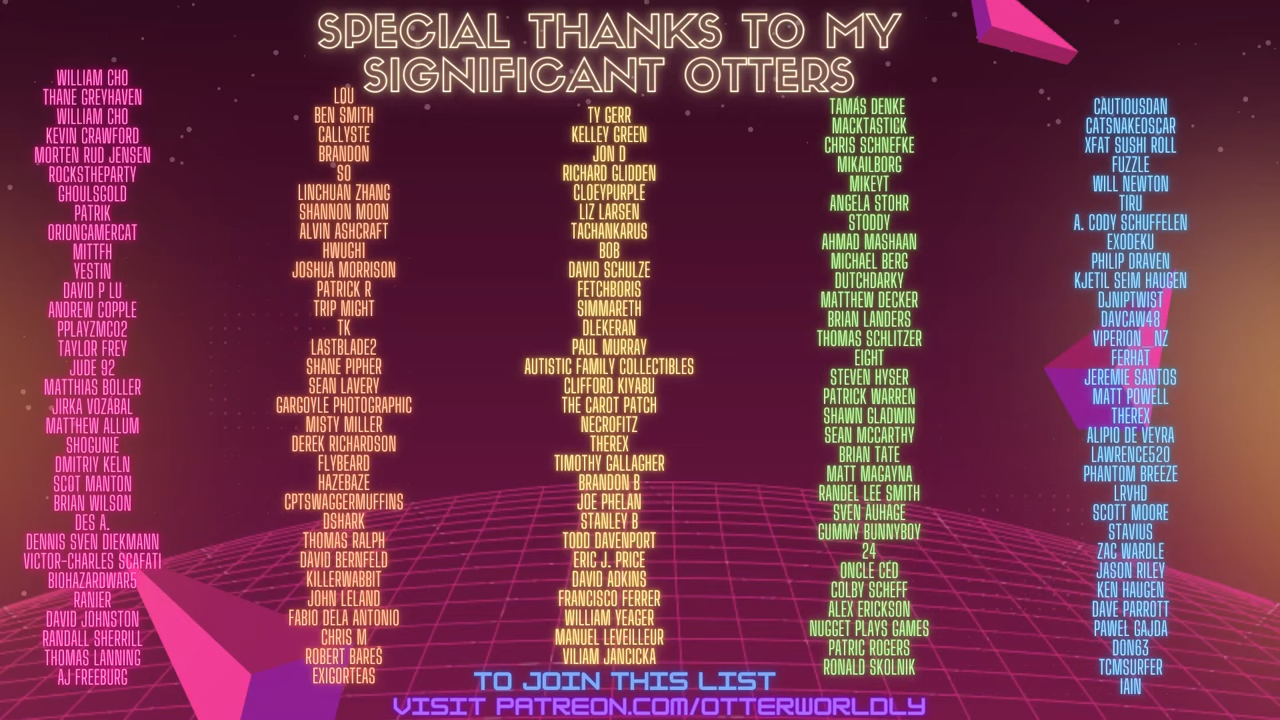 SPECIAL THANKS TO MY
SIGNIFICANT OTTERS
WILLIAM CHO
THANE GREYHAVEN
WILLIAM CHO
KEVIN CRAWFORD
MORTEN RUD JENSEN
ROCKSTHEPARTY
GHOULSGOLD
PATRIK
ORIONGAMERCAT
MITTFH
YESTIN
DAVID P LU
ANDREW COPPLE
PPLAYZMC02
TAYLOR FREY
JUDE 92
MATTHIAS BOLLER
JIRKA VOZÁBAL
MATTHEW ALLUM
SHOGUNIE
DMITRIY KELN
SCOT MANTON
BRIAN WILSON
DES A.
DENNIS SVEN DIEKMANN
VICTOR-CHARLES SCAFATI
BIOHAZARDWAR5
RANIER
DAVID JOHNSTON
RANDALL SHERRILL
THOMAS LANNING
AJ FREEBURG
LOU
BEN SMITH
CALLYSTE
BRANDON
SO
LINCHUAN ZHANG
SHANNON MOON
ALVIN ASHCRAFT
HWUGHT
JOSHUA MORRISON
PATRICK R
TRIP MIGHT
TK
LASTBLADE2
SHANE PIPHER
SEAN LAVERY
GARGOYLE PHOTOGRAPHIC
MISTY MILLER
DEREK RICHARDSON
FLYBEARD
HAZEBAZE
CPTSWAGGERMUFFINS
DSHARK
THOMAS RALPH
DAVID BERNFELD
KILLERWABBIT
JOHN LELAND
FABIO DELA ANTONIO
CHRIS M
ROBERT BAREŠ
EXIGORTEAS
TY GERR
KELLEY GREEN
JON D
RICHARD GLIDDEN
CLOEYPURPLE
LIZ LARSEN
TACHANKARUS
BOB
DAVID SCHULZE
FETCHBORIS
SIMMARETH
DLEKERAN
PAUL MURRAY
AUTISTIC FAMILY COLLECTIBLES
CLIFFORD KIYABU
THE CAROT PATCH
NECROFITZ
THEREX
TIMOTHY GALLAGHER
BRANDON B
JOE PHELAN
STANLEY B
TODD DAVENPORT
ERIC J. PRICE
DAVID ADKINS
FRANCISCO FERRER
WILLIAM YEAGER
MANUEL LEVEILLEUR
VILIAM JANCICKA
TAMÁS DENKE
MACKTASTICK
CHRIS SCHNEFKE
MIKAILBORG
MIKEYT
ANGELA STOHR
STODDY
AHMAD MASHAAN
MICHAEL BERG
DUTCHDARKY
MATTHEW DECKER
BRIAN LANDERS
THOMAS SCHLITZER
EIGHT
STEVEN HYSER
PATRICK WARREN
SHAWN GLADWIN
SEAN MCCARTHY
BRIAN TATE
MATT MAGAYNA
RANDEL LEE SMITH
SVEN AUHAGE
GUMMY BUNNYBOY
24
ONCLE CED
COLBY SCHEFF
ALEX ERICKSON
NUGGET PLAYS GAMES
PATRIC ROGERS
RONALD SKOLNIK
CAUTIOUSDAN
CATSNAKEOSCAR
XFAT SUSHI ROLL
FUZZLE
WILL NEWTON
TIRU
A. CODY SCHUFFELEN
EXODEKU
PHILIP DRAVEN
KJETIL SEIM HAUGEN
DJNIPTWIST
DAVCAW48
VIPERION__NZ
FERHAT
JEREMIE SANTOS
MATT POWELL
THEREX
ALIPIO DE VEYRA
LAWRENCE520
PHANTOM BREEZE
LRVHD
SCOTT MOORE
STAVIUS
ZAC WARDLE
JASON RILEY
KEN HAUGEN
DAVE PARROTT
PAWEŁ GAJDA
DON63
TCMSURFER
IAIN
TO JOIN THIS LIST
VISIT PATREON.COM/OTTERWORLDLY